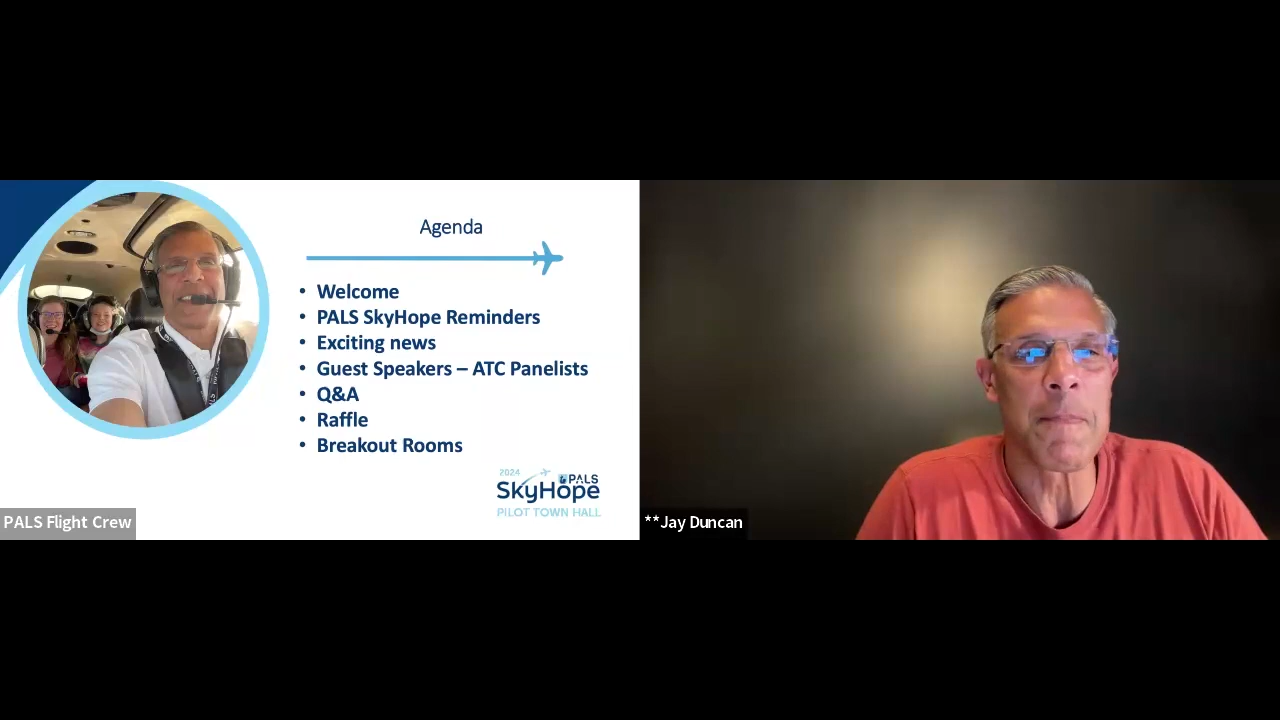 Agenda
• Welcome
• PALS SkyHope Reminders
• Exciting news
• Guest Speakers – ATC Panelists
• Q&A
• Raffle
• Breakout Rooms
2024
PALS
SkyHope
PILOT TOWN HALL
PALS Flight Crew
**Jay Duncan